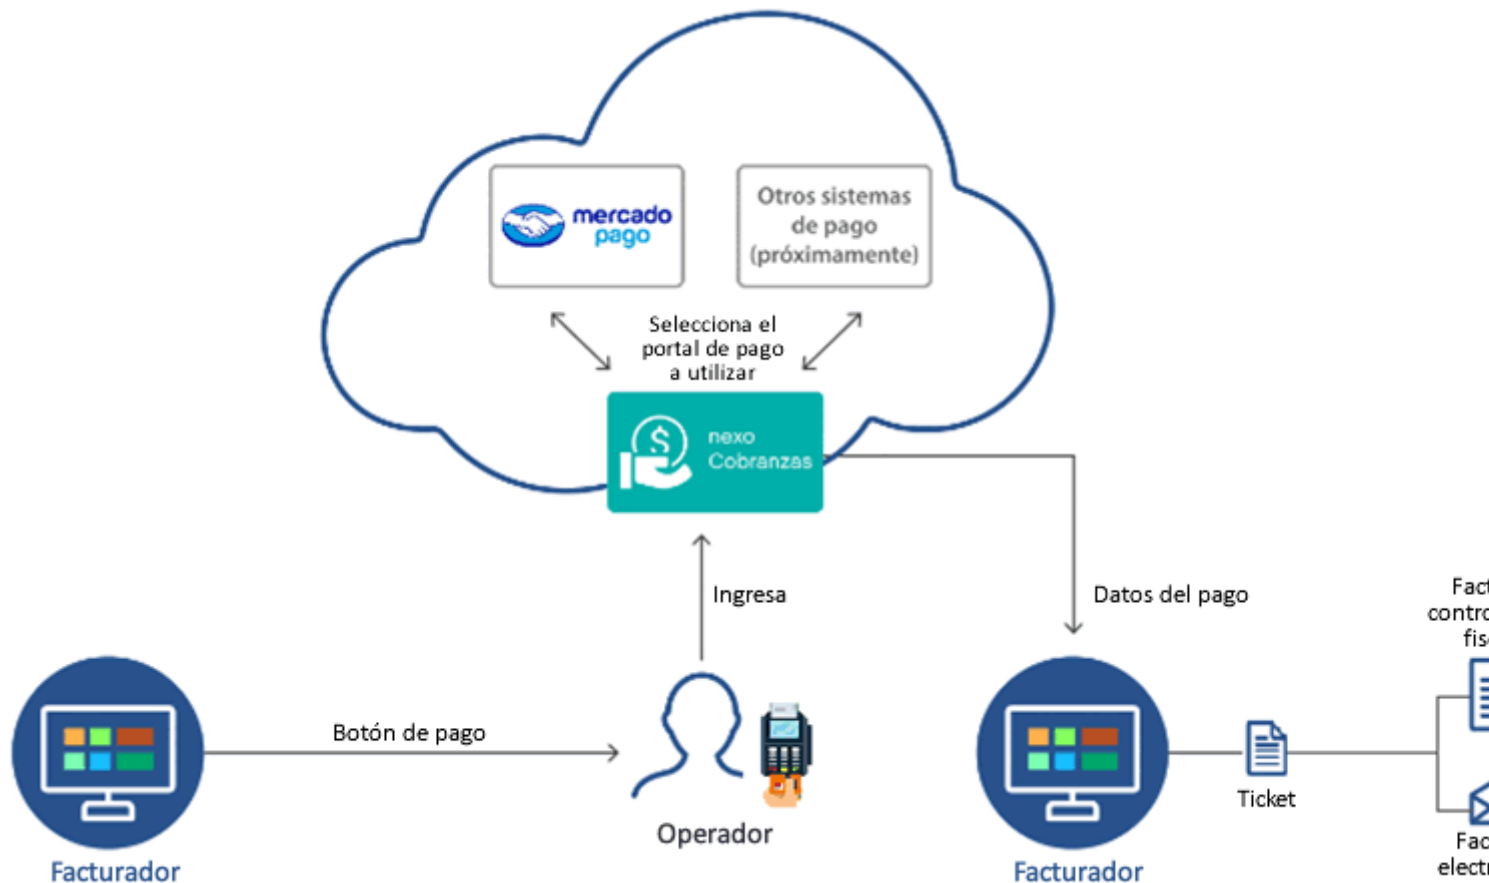 mercado
pago
Otros sistemas
de pago
(próximamente)
Selecciona el
portal de pago
a utilizar
nexo
Cobranzas
Ingresa
Datos del pago
Botón de pago
Operador
Facturador
Facturador
Ticket